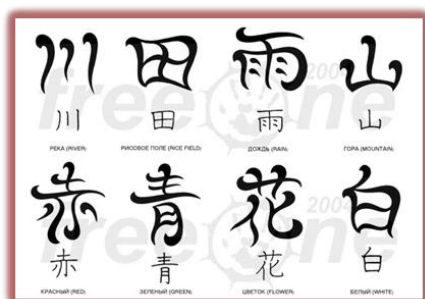 川 田 雨 山
川 田 雨 山
РЕКА (RIVER) РИСОВОЕ ПОЛЕ (RICE FIELD) ДОЖДЬ (RAIN) ГОРА (MOUNTAIN)
赤 青 花 白
赤 青 花 白
КРАСНЫЙ (RED) ЗЕЛЕНЫЙ (GREEN) ЦВЕТОК (FLOWER) БЕЛЫЙ (WHITE)